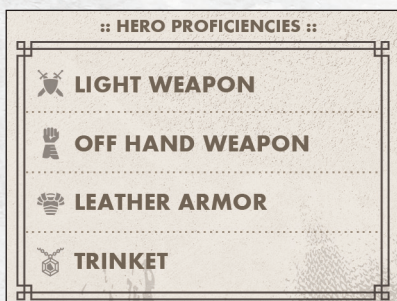 :: HERO PROFICIENCIES ::
LIGHT WEAPON
OFF HAND WEAPON
LEATHER ARMOR
TRINKET